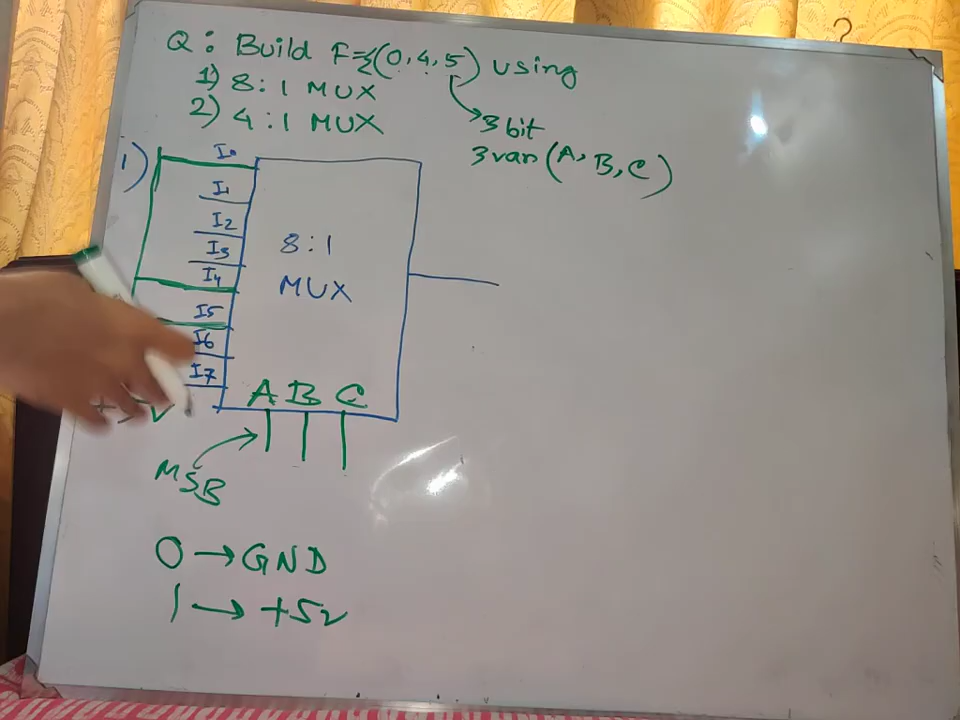 Q: Build F=Σ(0,4,5) using
1) 8:1 MUX
2) 4:1 MUX
3 bit
3 var (A, B, C)
1)
I0
I1
I2
I3
I4
I5
I6
I7
8:1
MUX
A B C
MSB
0 → GND
1 → +5v